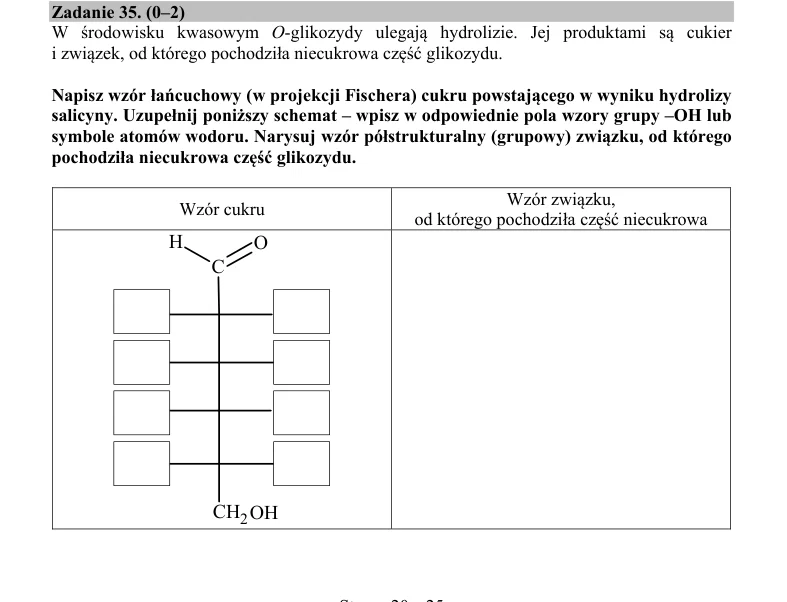 Zadanie 35. (0–2)
W środowisku kwasowym O-glikozydy ulegają hydrolizie. Jej produktami są cukier
i związek, od którego pochodziła niecukrowa część glikozydu.
Napisz wzór łańcuchowy (w projekcji Fischera) cukru powstającego w wyniku hydrolizy
salicyny. Uzupełnij poniższy schemat – wpisz w odpowiednie pola wzory grupy –OH lub
symbole atomów wodoru. Narysuj wzór półstrukturalny (grupowy) związku, od którego
pochodziła niecukrowa część glikozydu.
Wzór cukru
Wzór związku,
od którego pochodziła część niecukrowa
H O
C
CH2OH